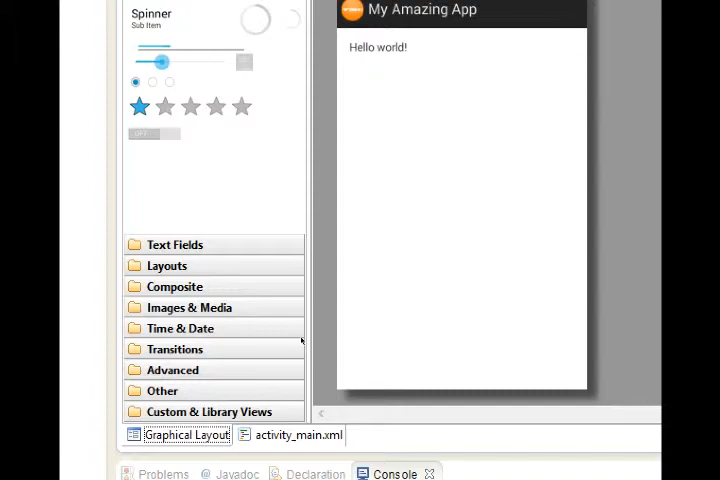 Spinner
Sub Item
OFF
My Amazing App
Hello world!
Text Fields
Layouts
Composite
Images & Media
Time & Date
Transitions
Advanced
Other
Custom & Library Views
Graphical Layout
activity_main.xml
Problems
Javadoc
Declaration
Console